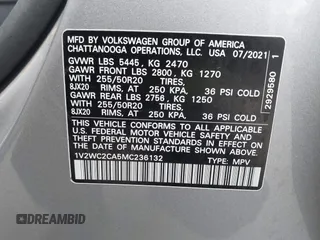 MFD BY VOLKSWAGEN GROUP OF AMERICA
CHATTANOOGA OPERATIONS, LLC. USA 07/2021
GVWR LBS 5445, KG 2470
GAWR FRONT LBS 2800, KG 1270
WITH 255/50R20 TIRES.
8JX20 RIMS, AT 250 KPA. 36 PSI COLD
GAWR REAR LBS 2756, KG 1250
WITH 255/50R20 TIRES.
8JX20 RIMS, AT 250 KPA. 36 PSI COLD
THIS VEHICLE CONFORMS TO ALL
APPLICABLE FEDERAL MOTOR VEHICLE
SAFETY AND THEFT PREVENTION
STANDARDS IN EFFECT ON THE DATE OF
MANUFACTURE SHOWN ABOVE.
1V2WC2CA5MC236132 TYPE: MPV
2929580 1
DREAMBID